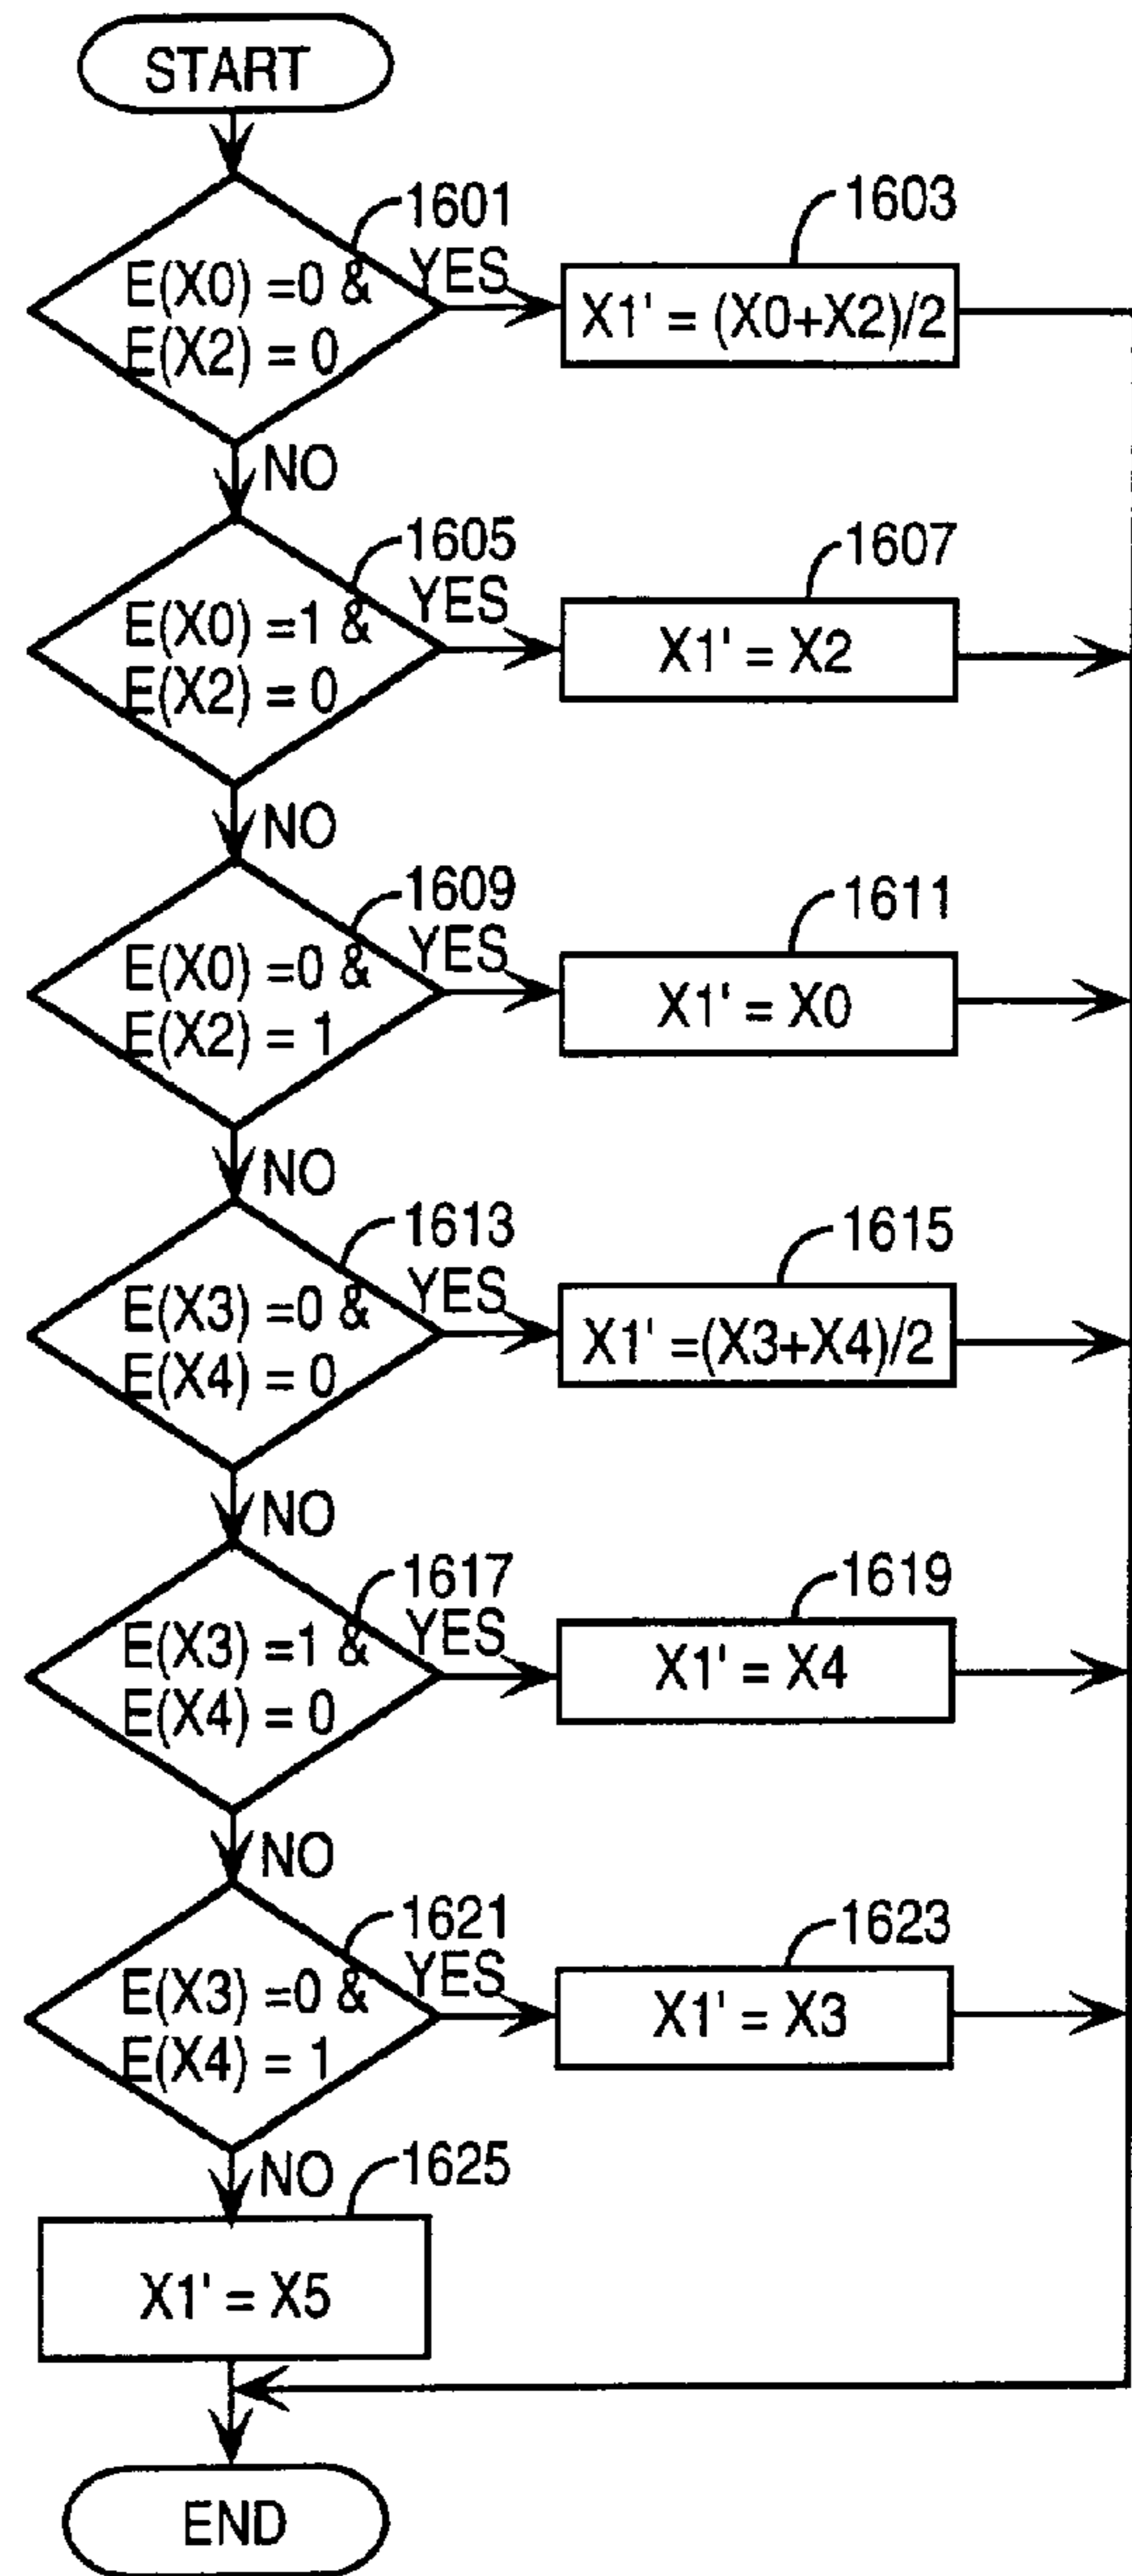 START
1601
1603
YES
E(X0) =0 &
E(X2) = 0
X1' = (X0+X2)/2
NO
1605
1607
YES
E(X0) =1 &
E(X2) = 0
X1' = X2
NO
1609
1611
YES
E(X0) =0 &
E(X2) = 1
X1' = X0
NO
1613
1615
YES
E(X3) =0 &
E(X4) = 0
X1' =(X3+X4)/2
NO
1617
1619
YES
E(X3) =1 &
E(X4) = 0
X1' = X4
NO
1621
1623
YES
E(X3) =0 &
E(X4) = 1
X1' = X3
NO
1625
X1' = X5
END